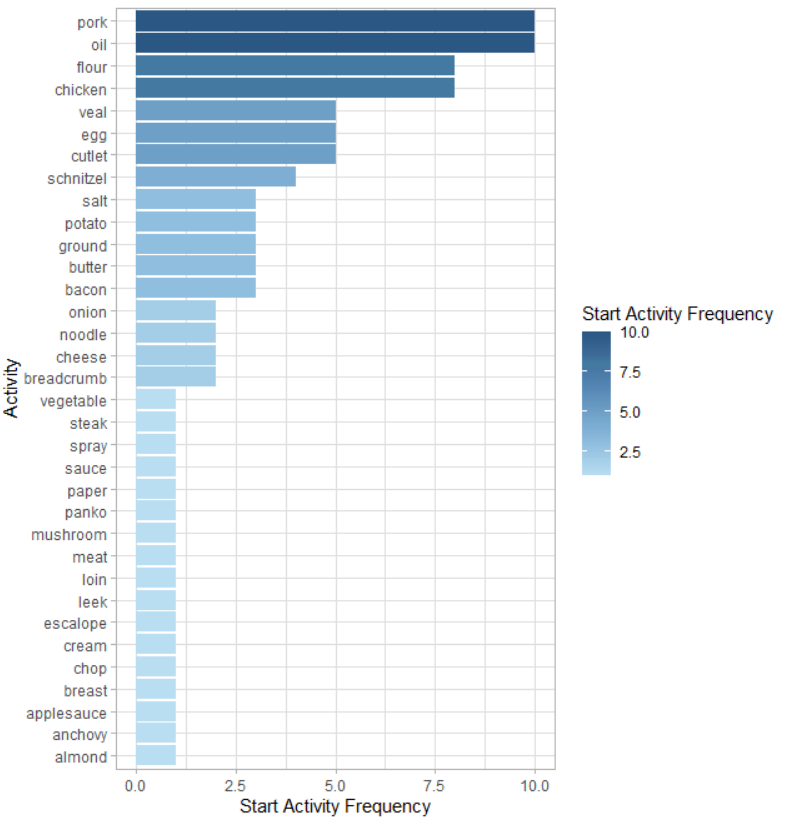 pork
oil
flour
chicken
veal
egg
cutlet
schnitzel
salt
potato
ground
butter
bacon
onion
noodle
cheese
breadcrumb
vegetable
steak
spray
sauce
paper
panko
mushroom
meat
loin
leek
escalope
cream
chop
breast
applesauce
anchovy
almond
Activity
0.0 2.5 5.0 7.5 10.0
Start Activity Frequency
Start Activity Frequency
10.0
7.5
5.0
2.5